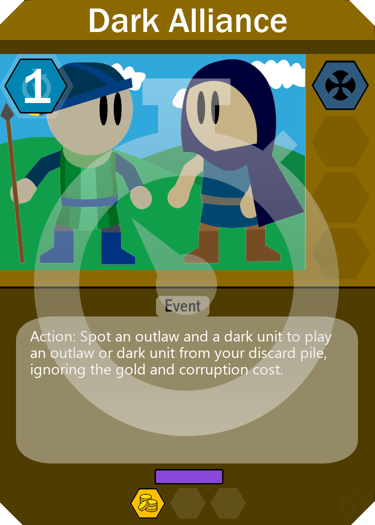 Dark Alliance
1
Event
Action: Spot an outlaw and a dark unit to play
an outlaw or dark unit from your discard pile,
ignoring the gold and corruption cost.